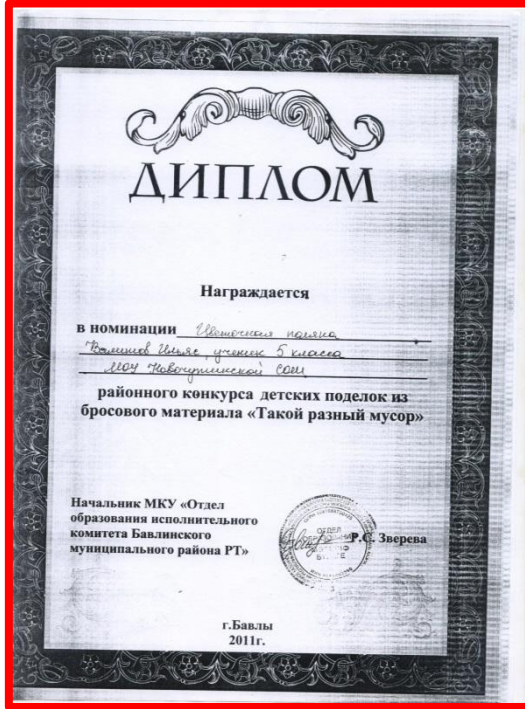 ДИПЛОМ
Награждается
в номинации Цветочная поляна
Ильяс, ученик 5 класса
МОУ СОШ
районного конкурса детских поделок из
бросового материала «Такой разный мусор»
Начальник МКУ «Отдел
образования исполнительного
комитета Бавлинского
муниципального района РТ»
Р.С. Зверева
ОТДЕЛ
г.Бавлы
2011г.